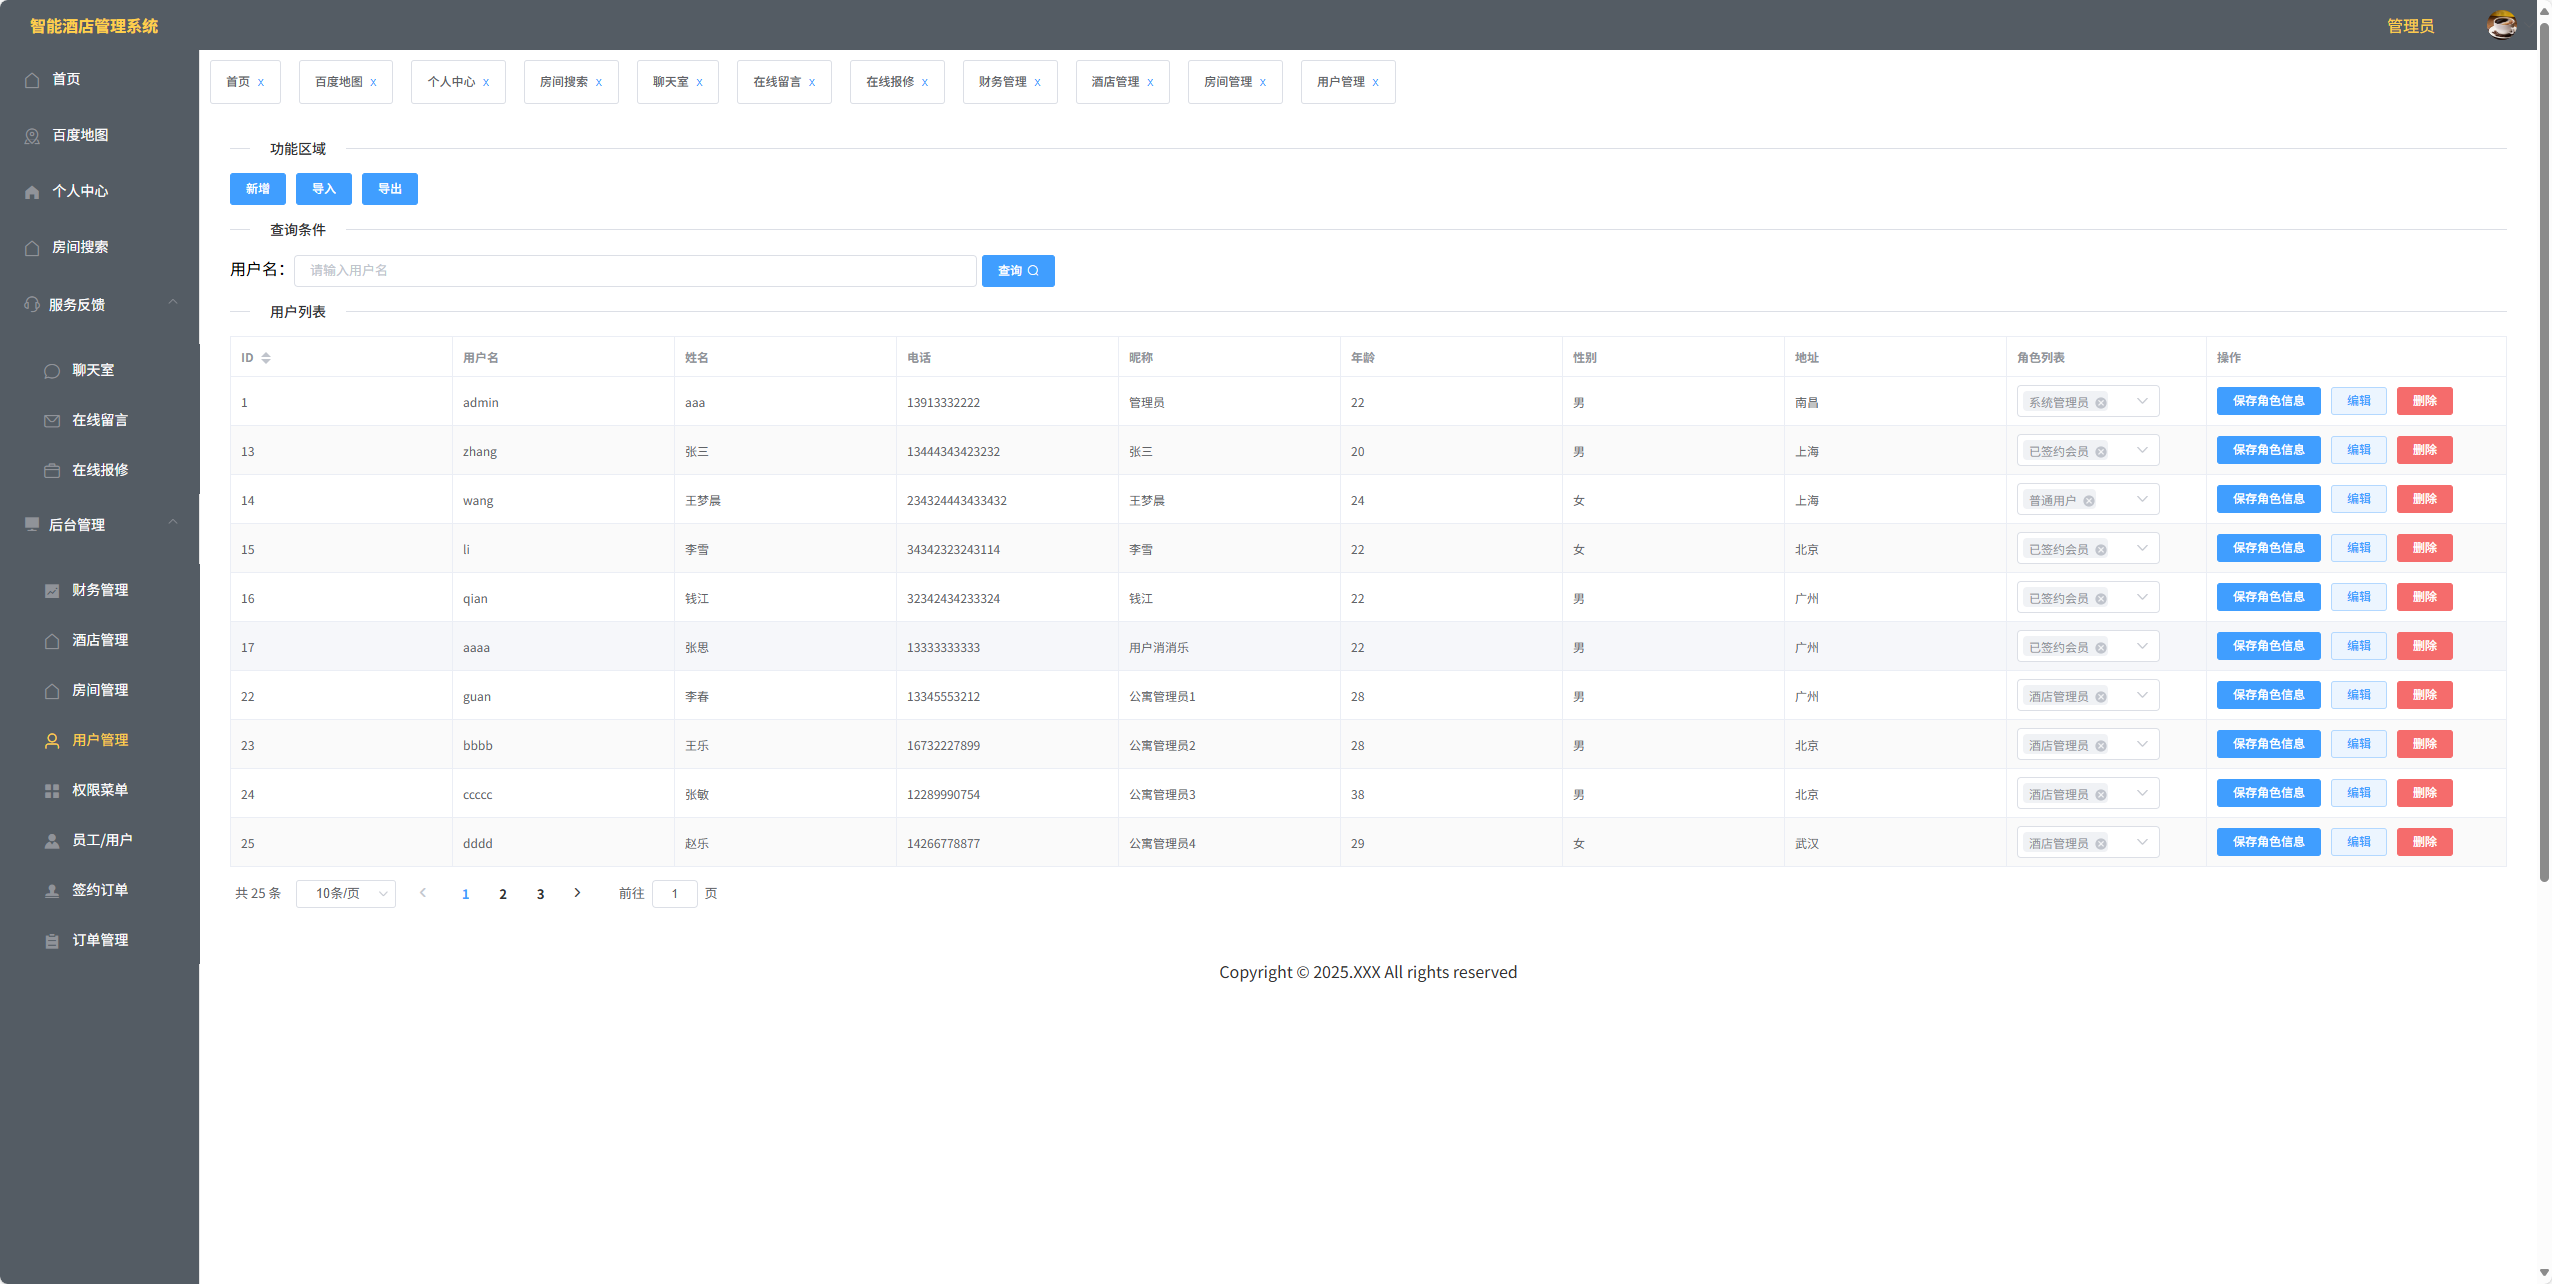 智能酒店管理系统
管理员
首页
百度地图
个人中心
房间搜索
服务反馈
聊天室
在线留言
在线报修
后台管理
财务管理
酒店管理
房间管理
用户管理
权限菜单
员工/用户
签约订单
订单管理
首页 x 百度地图 x 个人中心 x 房间搜索 x 聊天室 x 在线留言 x 在线报修 x 财务管理 x 酒店管理 x 房间管理 x 用户管理 x
功能区域
新增 导入 导出
查询条件
用户名： 请输入用户名 查询
用户列表
ID 用户名 姓名 电话 昵称 年龄 性别 地址 角色列表 操作
1 admin aaa 13913332222 管理员 22 男 南昌 系统管理员 保存角色信息 编辑 删除
13 zhang 张三 13444343423232 张三 20 男 上海 已签约会员 保存角色信息 编辑 删除
14 wang 王梦晨 234324443433432 王梦晨 24 女 上海 普通用户 保存角色信息 编辑 删除
15 li 李雪 34342323243114 李雪 22 女 北京 已签约会员 保存角色信息 编辑 删除
16 qian 钱江 32342434233324 钱江 22 男 广州 已签约会员 保存角色信息 编辑 删除
17 aaaa 张思 13333333333 用户消消乐 22 男 广州 已签约会员 保存角色信息 编辑 删除
22 guan 李春 13345553212 公寓管理员1 28 男 广州 酒店管理员 保存角色信息 编辑 删除
23 bbbb 王乐 16732227899 公寓管理员2 28 男 北京 酒店管理员 保存角色信息 编辑 删除
24 ccccc 张敏 12289990754 公寓管理员3 38 男 北京 酒店管理员 保存角色信息 编辑 删除
25 dddd 赵乐 14266778877 公寓管理员4 29 女 武汉 酒店管理员 保存角色信息 编辑 删除
共 25 条 10条/页 1 2 3 前往 1 页
Copyright © 2025.XXX All rights reserved